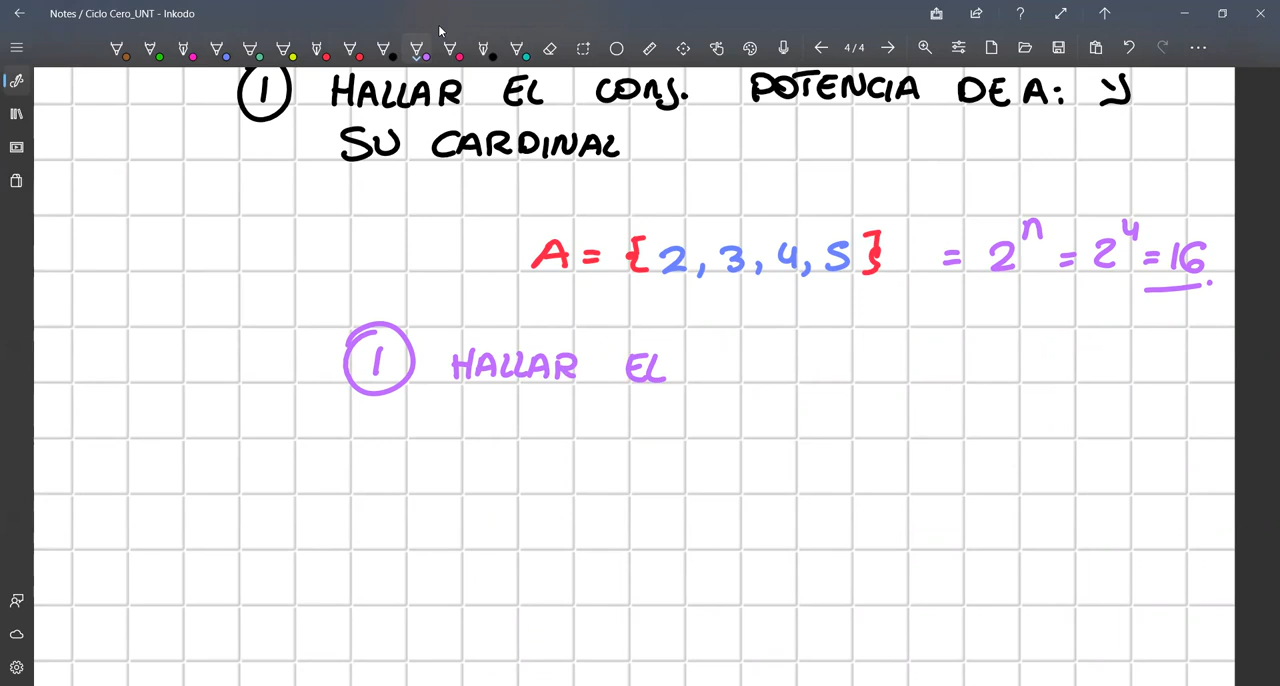 Notes / Ciclo Cero_UNT - Inkodo
4/4
① HALLAR EL CONJ. POTENCIA DE A: Y
SU CARDINAL
A = {2, 3, 4, 5} = 2ⁿ = 2⁴ = 16.
① HALLAR EL